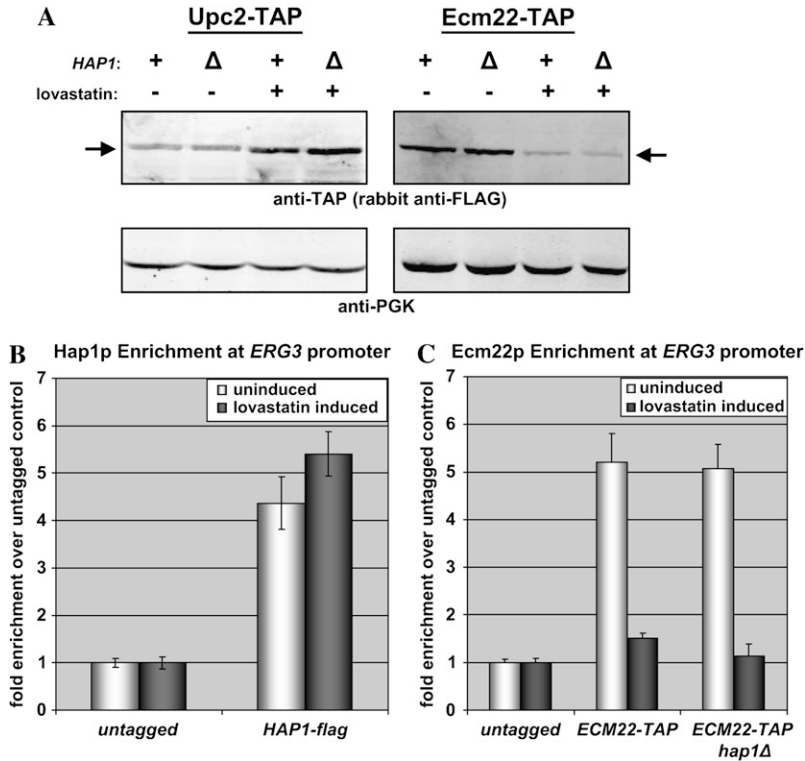 A
Upc2-TAP Ecm22-TAP
HAP1: + Δ + Δ + Δ + Δ
lovastatin: - - + + - - + +
anti-TAP (rabbit anti-FLAG)
anti-PGK
B Hap1p Enrichment at ERG3 promoter
fold enrichment over untagged control
7
6
5
4
3
2
1
0
uninduced
lovastatin induced
untagged HAP1-flag
C Ecm22p Enrichment at ERG3 promoter
fold enrichment over untagged control
7
6
5
4
3
2
1
0
uninduced
lovastatin induced
untagged ECM22-TAP ECM22-TAP
hap1Δ